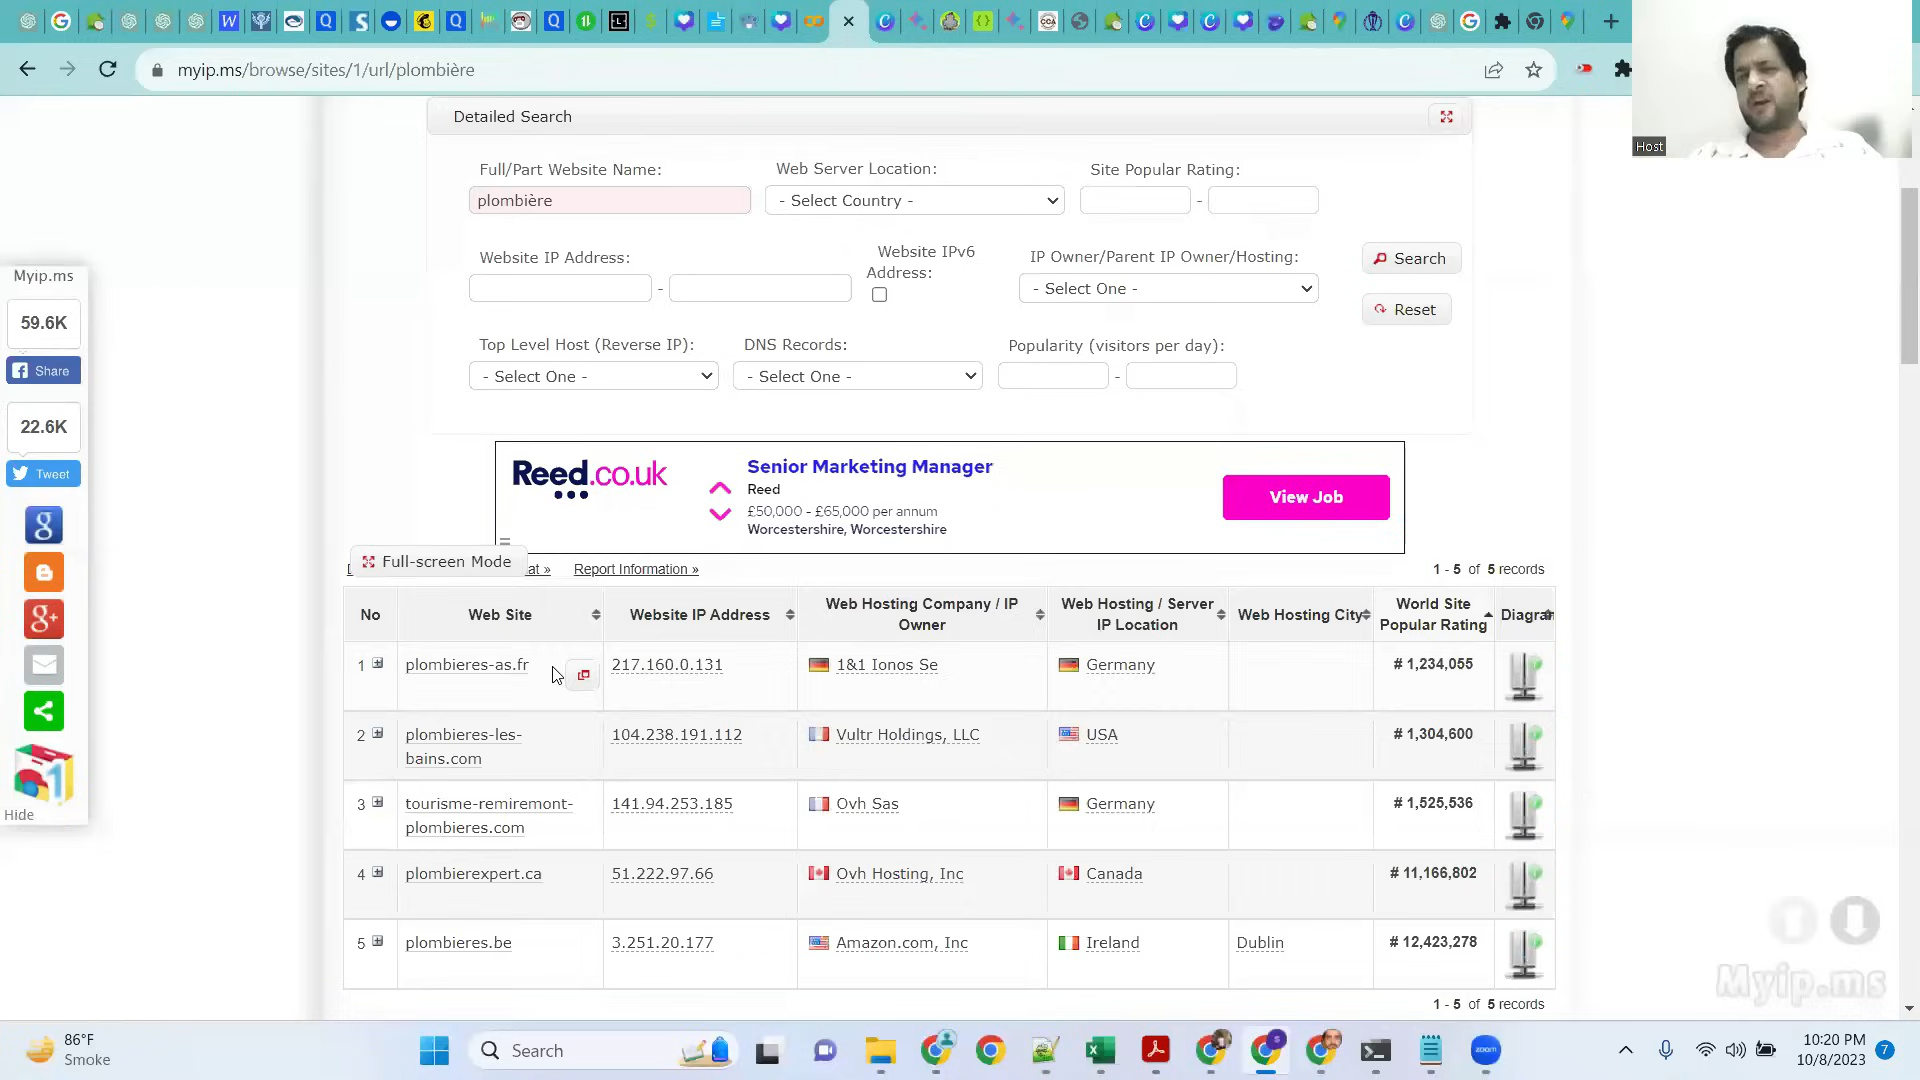 myip.ms/browse/sites/1/url/plombière
Host
Detailed Search
Full/Part Website Name:
Web Server Location:
Site Popular Rating:
plombière
- Select Country -
-
Website IP Address:
Website IPv6
Address:
IP Owner/Parent IP Owner/Hosting:
-
- Select One -
Search
Reset
Top Level Host (Reverse IP):
DNS Records:
Popularity (visitors per day):
- Select One -
- Select One -
-
Myip.ms
59.6K
Share
22.6K
Tweet
Hide
Reed.co.uk
Senior Marketing Manager
Reed
£50,000 - £65,000 per annum
Worcestershire, Worcestershire
View Job
Full-screen Mode
at »
Report Information »
1 - 5 of 5 records
No
Web Site
Website IP Address
Web Hosting Company / IP
Owner
Web Hosting / Server
IP Location
Web Hosting City
World Site
Popular Rating
Diagram
1 plombieres-as.fr 217.160.0.131 1&1 Ionos Se Germany # 1,234,055
2 plombieres-les-
bains.com 104.238.191.112 Vultr Holdings, LLC USA # 1,304,600
3 tourisme-remiremont-
plombieres.com 141.94.253.185 Ovh Sas Germany # 1,525,536
4 plombierexpert.ca 51.222.97.66 Ovh Hosting, Inc Canada # 11,166,802
5 plombieres.be 3.251.20.177 Amazon.com, Inc Ireland Dublin # 12,423,278
1 - 5 of 5 records
Myip.ms
86°F
Smoke
Search
zoom
10:20 PM
10/8/2023
7